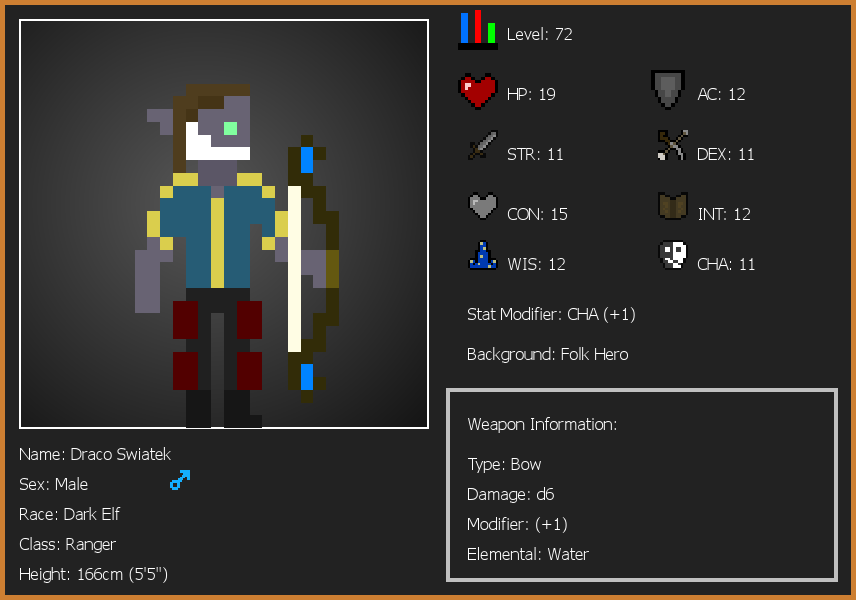 Level: 72
HP: 19
AC: 12
STR: 11
DEX: 11
CON: 15
INT: 12
WIS: 12
CHA: 11
Stat Modifier: CHA (+1)
Background: Folk Hero
Weapon Information:
Type: Bow
Damage: d6
Modifier: (+1)
Elemental: Water
Name: Draco Swiatek
Sex: Male
Race: Dark Elf
Class: Ranger
Height: 166cm (5'5")